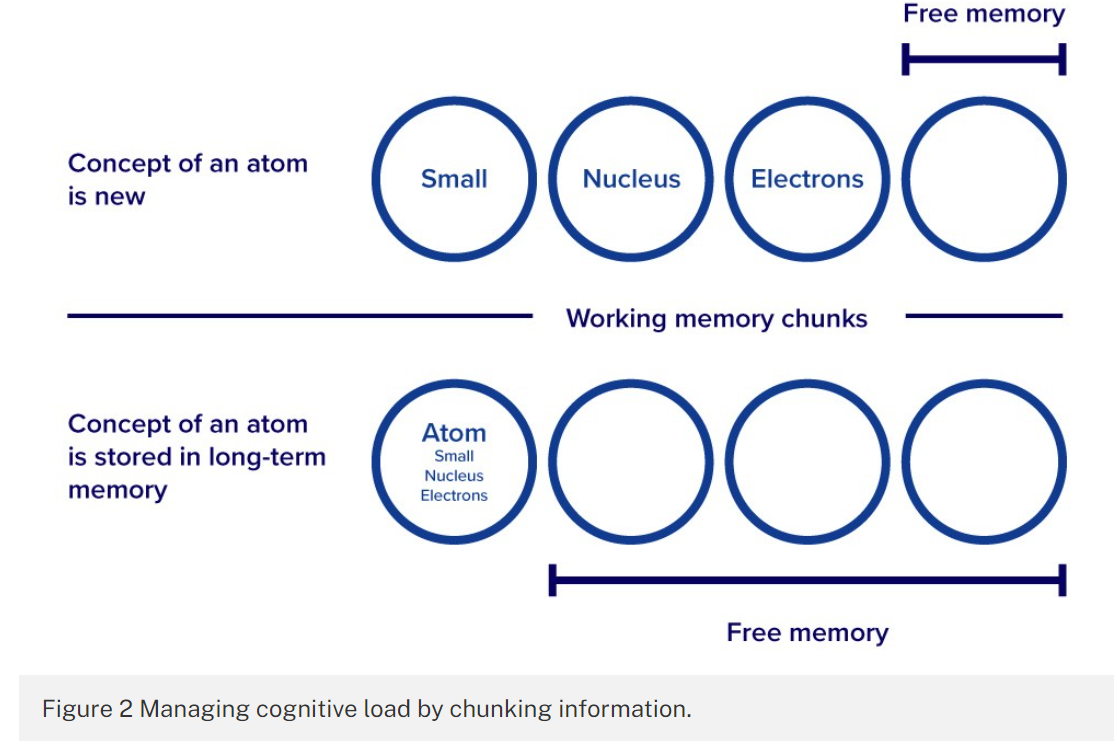 Free memory
Concept of an atom
is new
Small
Nucleus
Electrons
Working memory chunks
Concept of an atom
is stored in long-term
memory
Atom
Small
Nucleus
Electrons
Free memory
Figure 2 Managing cognitive load by chunking information.